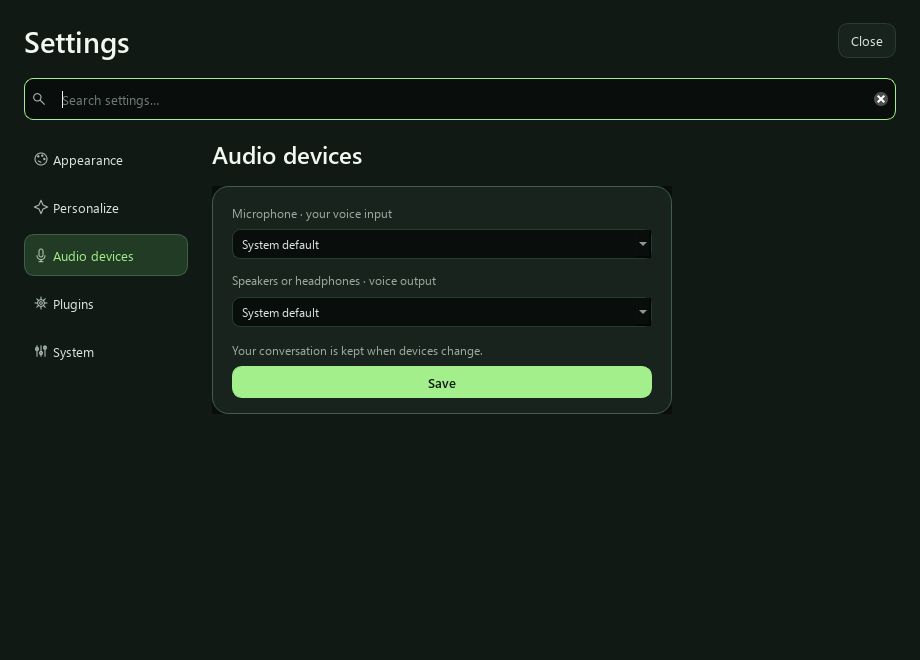 Settings
Close
Search settings...
Appearance
Personalize
Audio devices
Plugins
System
Audio devices
Microphone · your voice input
System default
Speakers or headphones · voice output
System default
Your conversation is kept when devices change.
Save